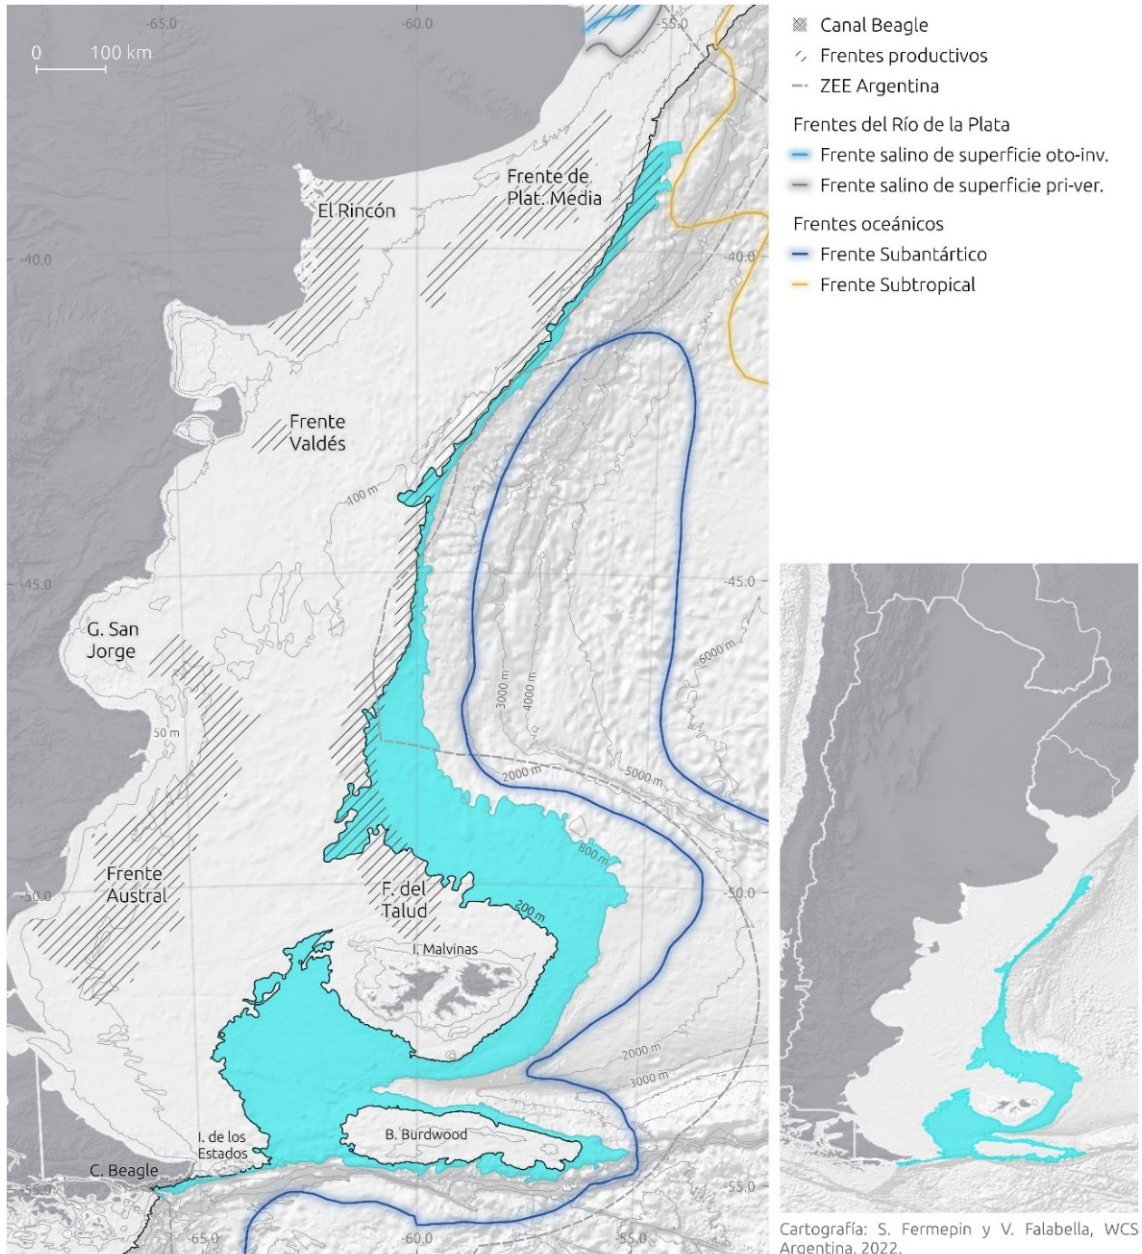 -65.0
-60.0
-55.0
0 100 km
Frente de
Plat. Media
El Rincón
-40.0
-40.0
Frente
Valdés
-100 m
-45.0
-45.0
G. San
Jorge
6000 m
3000 m
4000 m
50 m
2000 m
5000 m
800 m
Frente
Austral
-50.0
F. del
Talud
-50.0
200 m
I. Malvinas
2000 m
3000 m
B. Burdwood
I. de los
Estados
C. Beagle
-55.0
-55.0
-65.0
-60.0
-55.0
Canal Beagle
Frentes productivos
ZEE Argentina
Frentes del Río de la Plata
Frente salino de superficie oto-inv.
Frente salino de superficie pri-ver.
Frentes oceánicos
Frente Subantártico
Frente Subtropical
Cartografía: S. Fermepin y V. Falabella, WCS
Argentina, 2022.